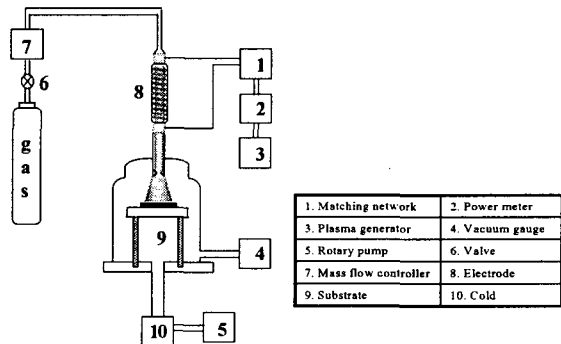 7
6
gas
8
1
2
3
9
4
10
5
1. Matching network 2. Power meter
3. Plasma generator 4. Vacuum gauge
5. Rotary pump 6. Valve
7. Mass flow controller 8. Electrode
9. Substrate 10. Cold